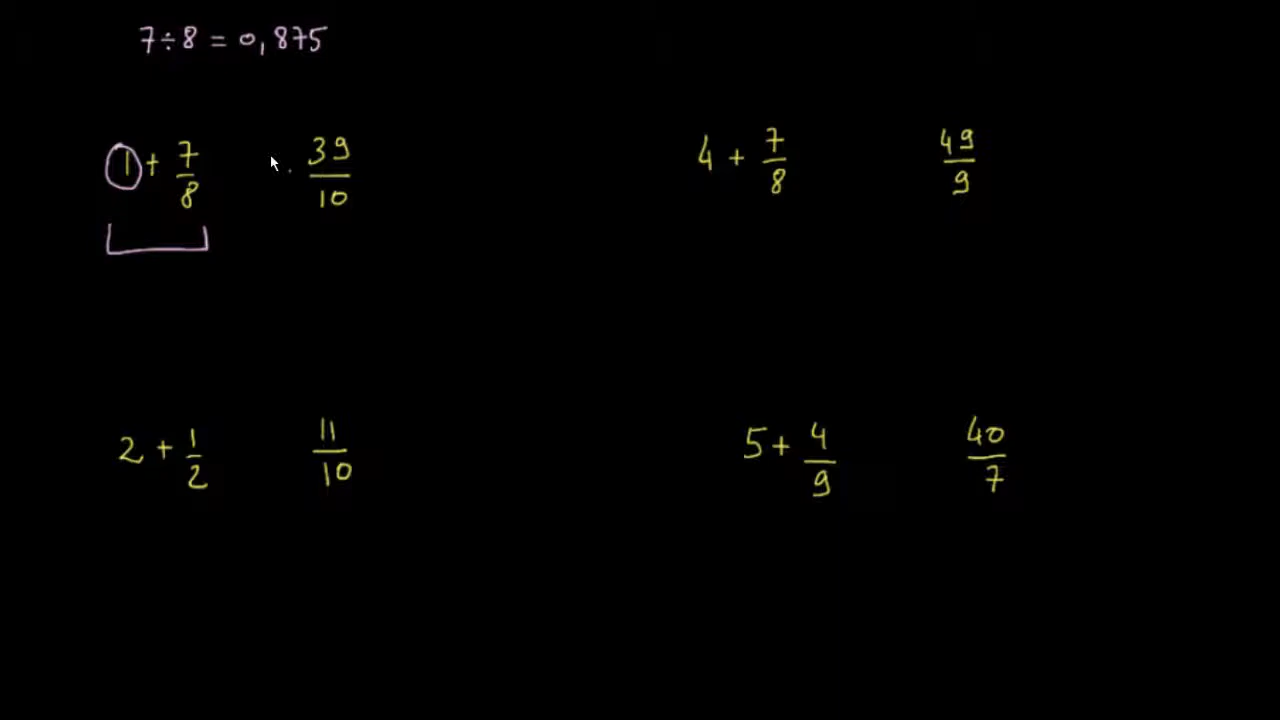 7÷8 = 0,875
1 + 7/8 39/10
4 + 7/8 49/9
2 + 1/2 11/10
5 + 4/9 40/7